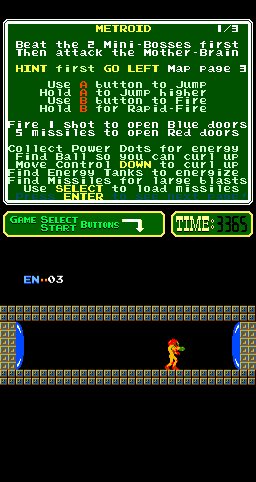 METROID 1/3
Beat the 2 Mini-Bosses first
Then attack the Mother-Brain
HINT first GO LEFT Map page 3
Use A button to Jump
Hold A to Jump higher
Use B button to Fire
Hold B for Rapid-Fire
Fire 1 shot to open Blue doors
5 missiles to open Red doors
Collect Power Dots for energy
Find Ball so you can curl up
Move Control DOWN to curl up
Find Energy Tanks to energize
Find Missiles for large blasts
Use SELECT to load missiles
ENTER
GAME SELECT
START BUTTONS
TIME: 3365
EN..03